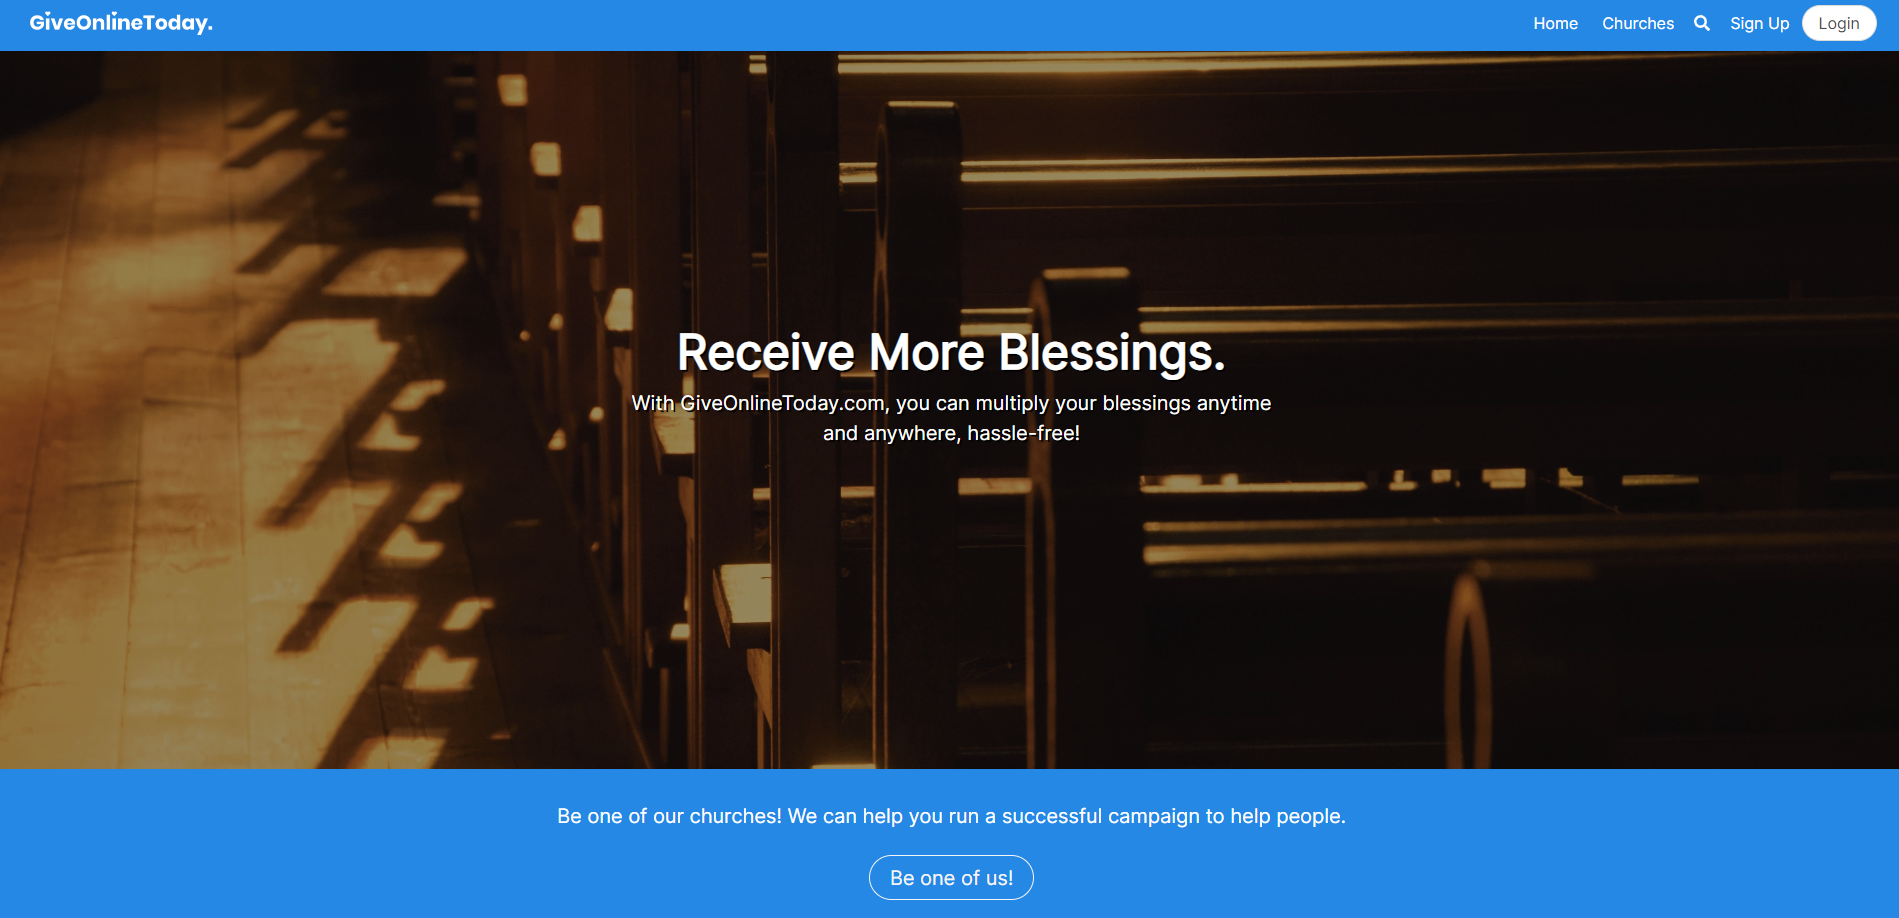 GiveOnlineToday.
Home
Churches
Sign Up
Login
Receive More Blessings.
With GiveOnlineToday.com, you can multiply your blessings anytime
and anywhere, hassle-free!
Be one of our churches! We can help you run a successful campaign to help people.
Be one of us!